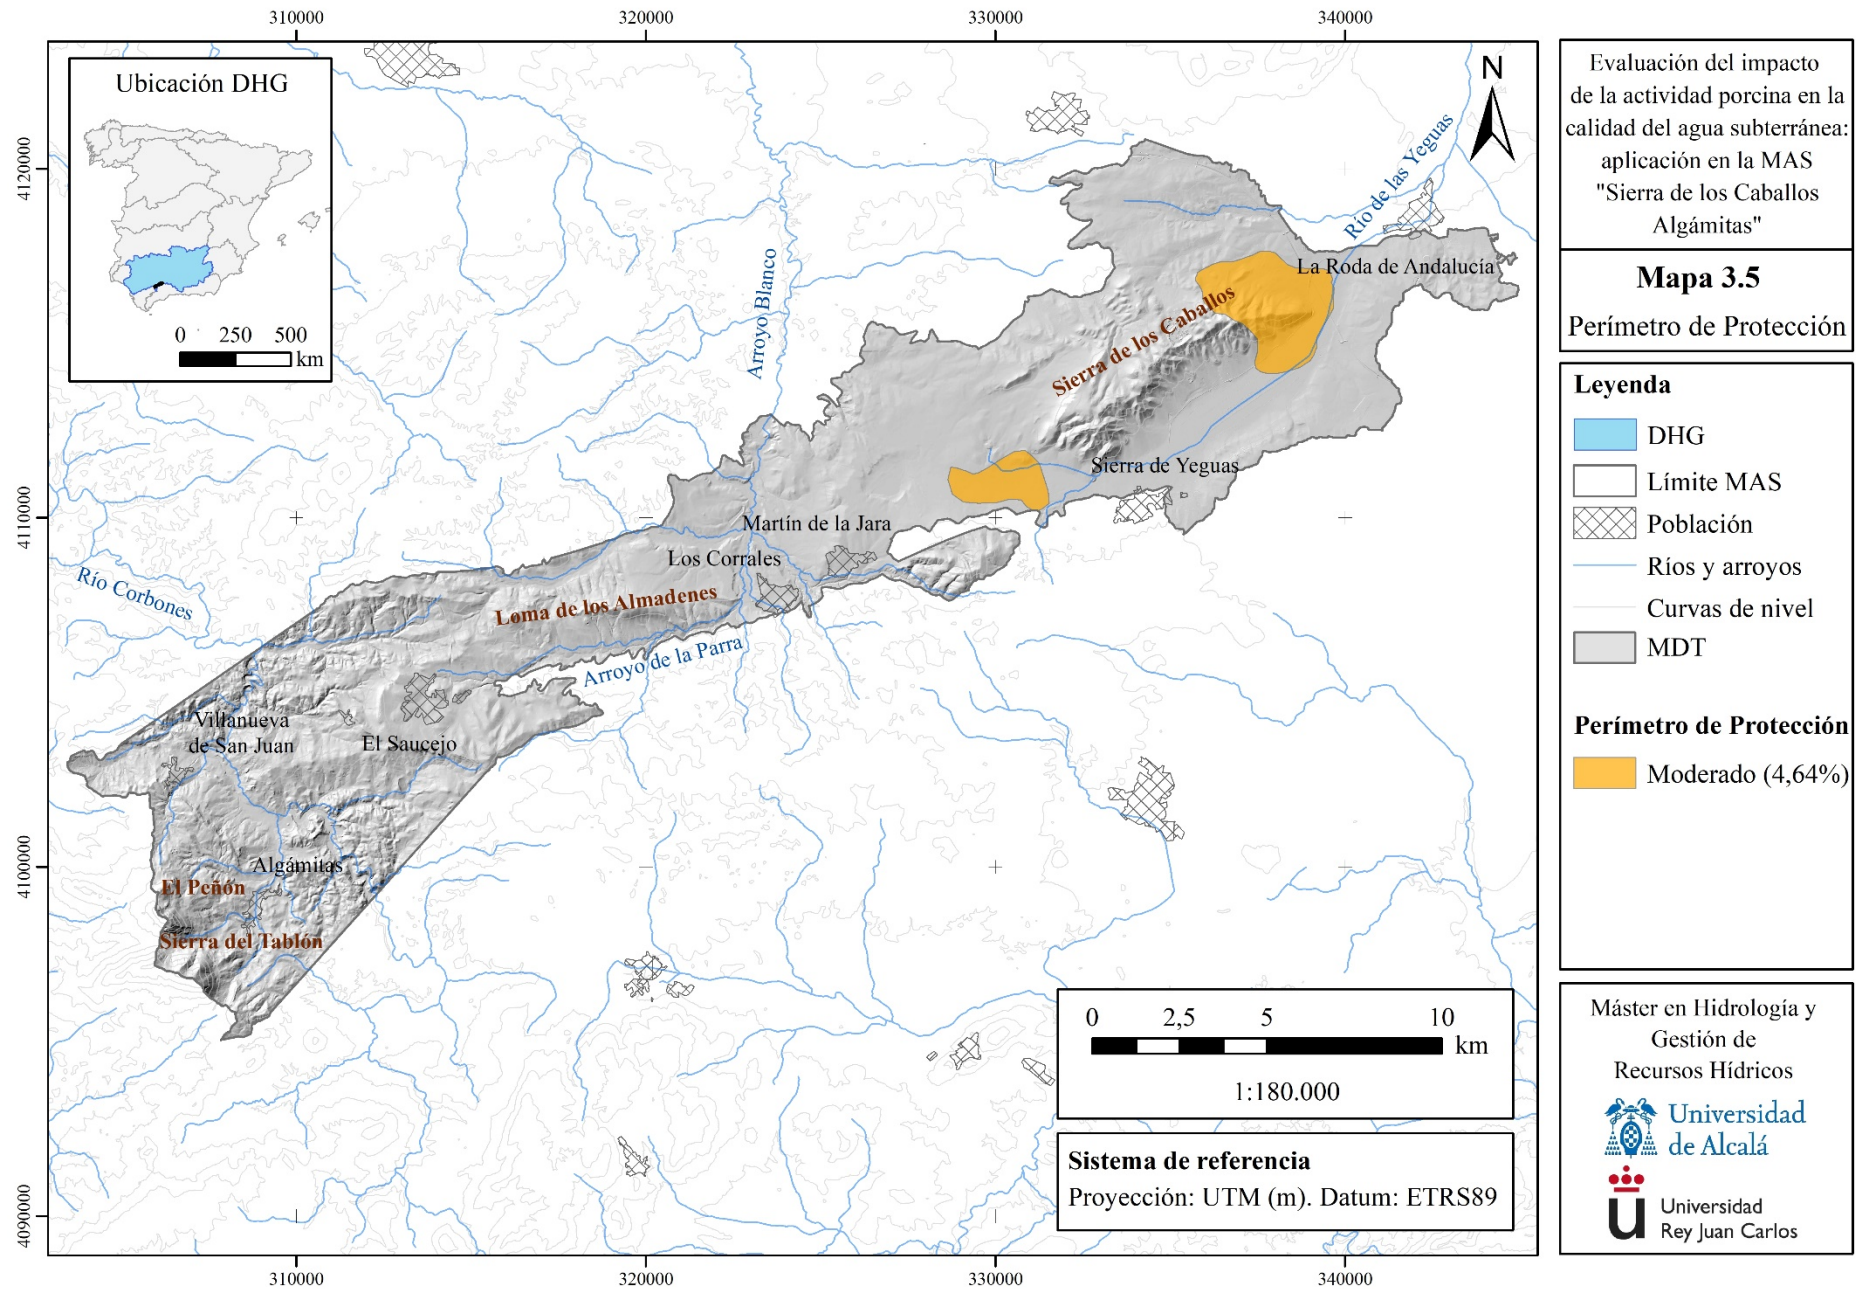 310000
320000
330000
340000
4120000
4110000
4100000
4090000
Ubicación DHG
0 250 500
km
N
Río de las Yeguas
La Roda de Andalucía
Arroyo Blanco
Sierra de los Caballos
Sierra de Yeguas
Martín de la Jara
Los Corrales
Río Corbones
Loma de los Almadenes
Arroyo de la Parra
Villanueva
de San Juan
El Saucejo
Algámitas
El Peñón
Sierra del Tablón
0 2,5 5 10
km
1:180.000
Sistema de referencia
Proyección: UTM (m). Datum: ETRS89
310000
320000
330000
340000
Evaluación del impacto
de la actividad porcina en la
calidad del agua subterránea:
aplicación en la MAS
"Sierra de los Caballos
Algámitas"
Mapa 3.5
Perímetro de Protección
Leyenda
DHG
Límite MAS
Población
Ríos y arroyos
Curvas de nivel
MDT
Perímetro de Protección
Moderado (4,64%)
Máster en Hidrología y
Gestión de
Recursos Hídricos
Universidad
de Alcalá
u
Universidad
Rey Juan Carlos